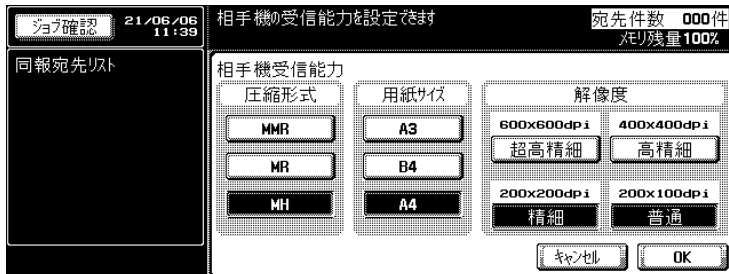 ジョブ確認
21/06/06
11:39
相手機の受信能力を設定できます
宛先件数 000件
メモリ残量100%
同報宛先リスト
相手機受信能力
圧縮形式
用紙サイズ
解像度
MMR
MR
MH
A3
B4
A4
600x600dpi
超高精細
400x400dpi
高精細
200x200dpi
精細
200x100dpi
普通
キャンセル
OK